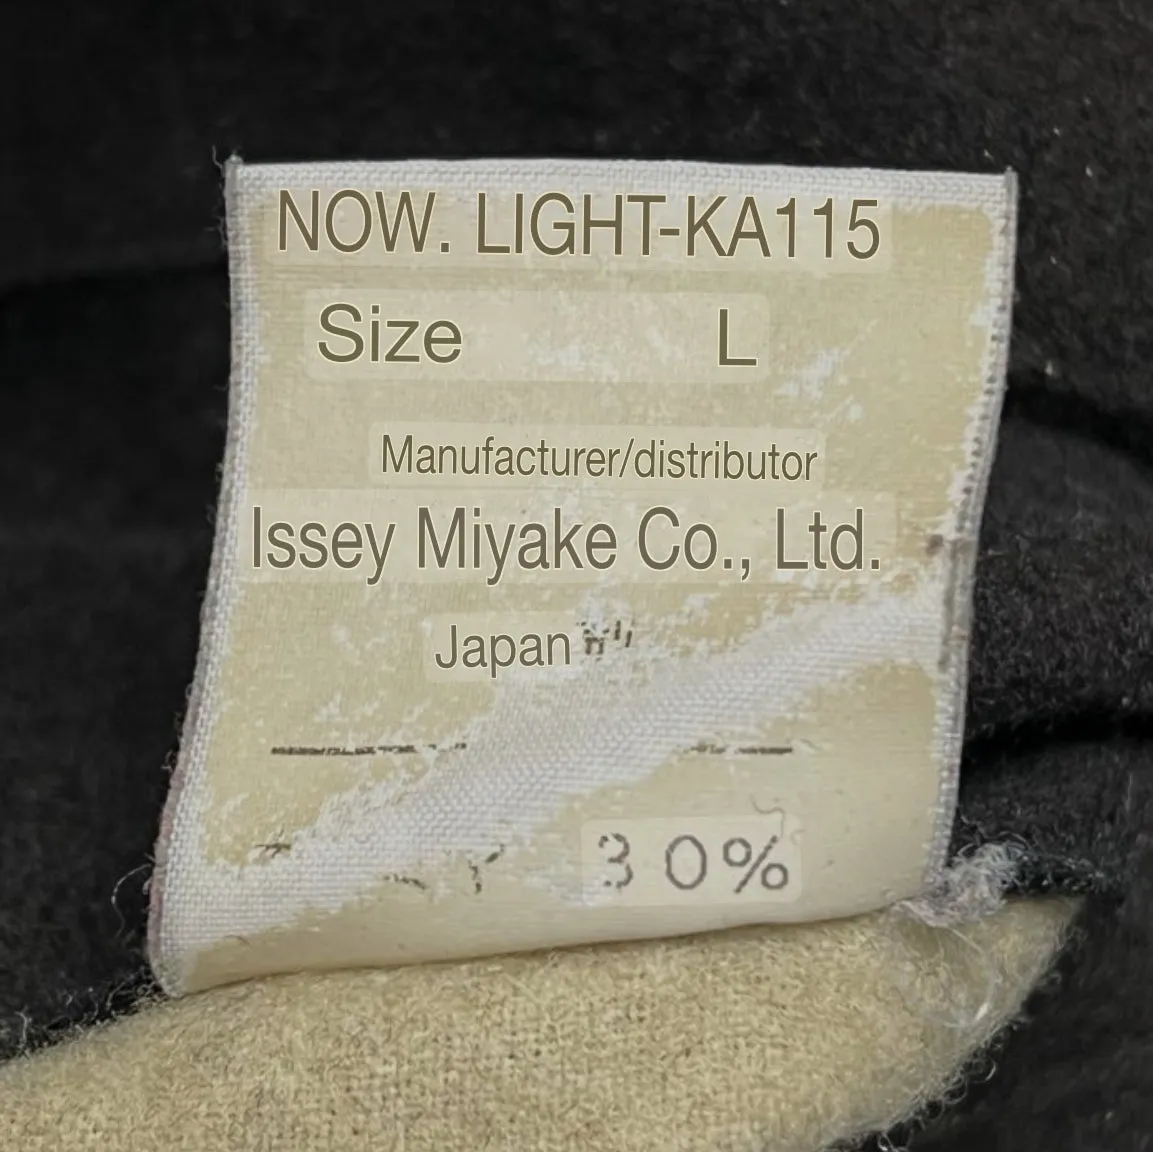 NOW. LIGHT-KA115
Size L
Manufacturer/distributor
Issey Miyake Co., Ltd.
Japan
30%